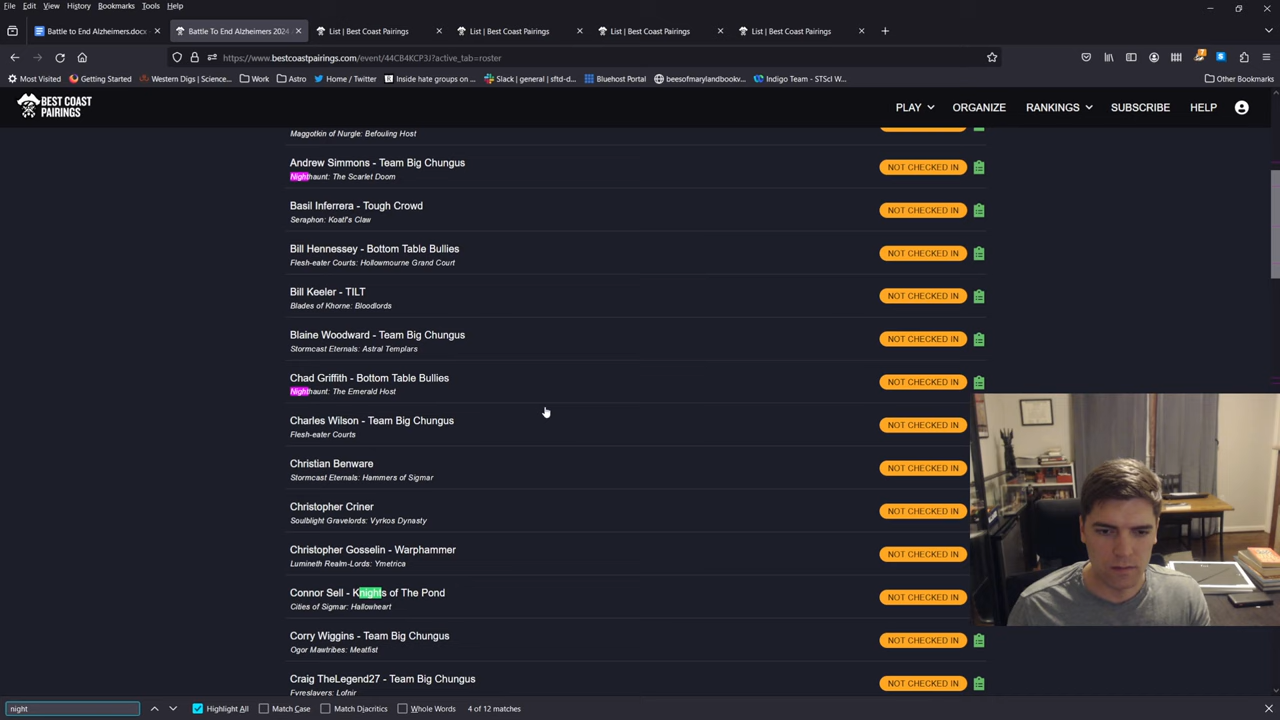 File Edit View History Bookmarks Tools Help
Battle to End Alzheimers.docx
Battle To End Alzheimers 2024
List | Best Coast Pairings
List | Best Coast Pairings
List | Best Coast Pairings
List | Best Coast Pairings
https://www.bestcoastpairings.com/event/44CB4KCP3J?active_tab=roster
Most Visited
Getting Started
Western Digs | Science...
Work
Astro
Home / Twitter
Inside hate groups on ...
Slack | general | sftd-d...
Bluehost Portal
beesofmarylandbookv...
Indigo Team - STScI W...
Other Bookmarks
BEST COAST
PAIRINGS
PLAY
ORGANIZE
RANKINGS
SUBSCRIBE
HELP
Maggotkin of Nurgle: Befouling Host
Andrew Simmons - Team Big Chungus
Nighthaunt: The Scarlet Doom
NOT CHECKED IN
Basil Inferrera - Tough Crowd
Seraphon: Koatl's Claw
NOT CHECKED IN
Bill Hennessey - Bottom Table Bullies
Flesh-eater Courts: Hollowmourne Grand Court
NOT CHECKED IN
Bill Keeler - TILT
Blades of Khorne: Bloodlords
NOT CHECKED IN
Blaine Woodward - Team Big Chungus
Stormcast Eternals: Astral Templars
NOT CHECKED IN
Chad Griffith - Bottom Table Bullies
Nighthaunt: The Emerald Host
NOT CHECKED IN
Charles Wilson - Team Big Chungus
Flesh-eater Courts
NOT CHECKED IN
Christian Benware
Stormcast Eternals: Hammers of Sigmar
NOT CHECKED IN
Christopher Criner
Soulblight Gravelords: Vyrkos Dynasty
NOT CHECKED IN
Christopher Gosselin - Warphammer
Lumineth Realm-Lords: Ymetrica
NOT CHECKED IN
Connor Sell - Knights of The Pond
Cities of Sigmar: Hallowheart
NOT CHECKED IN
Corry Wiggins - Team Big Chungus
Ogor Mawtribes: Meatfist
NOT CHECKED IN
Craig TheLegend27 - Team Big Chungus
Fyreslayers: Lofnir
NOT CHECKED IN
night
Highlight All
Match Case
Match Diacritics
Whole Words
4 of 12 matches